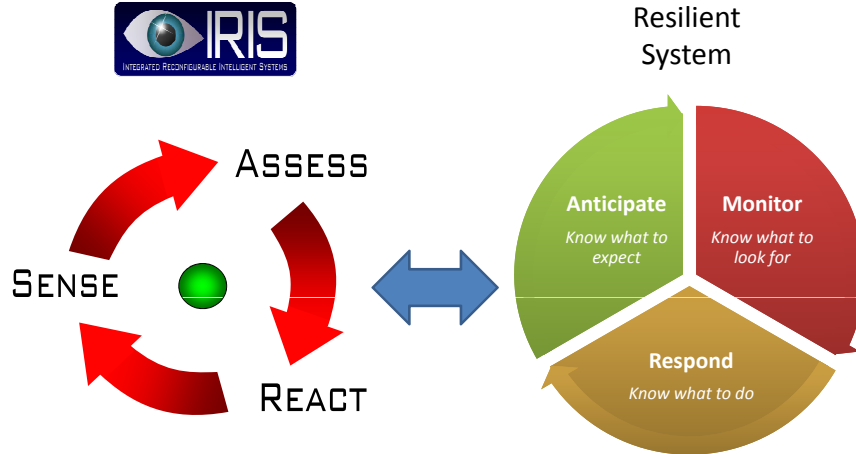 IRIS
INTEGRATED RECONFIGURABLE INTELLIGENT SYSTEMS
ASSESS
SENSE
REACT
Resilient
System
Anticipate
Know what to
expect
Monitor
Know what to
look for
Respond
Know what to do